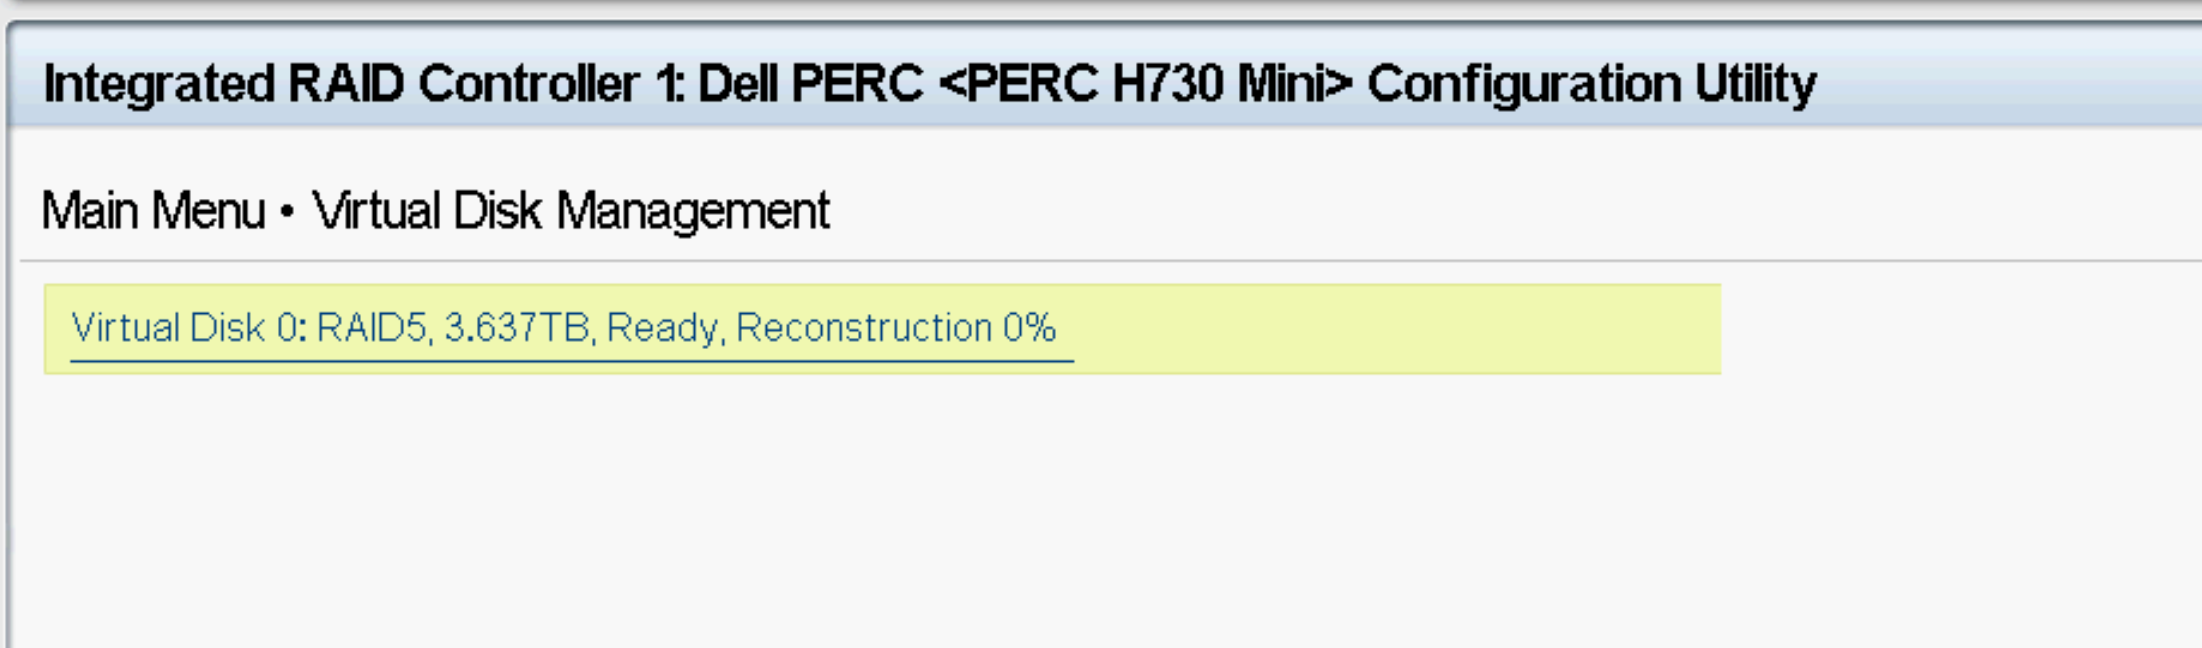 Integrated RAID Controller 1: Dell PERC <PERC H730 Mini> Configuration Utility
Main Menu • Virtual Disk Management
Virtual Disk 0: RAID5, 3.637TB, Ready, Reconstruction 0%